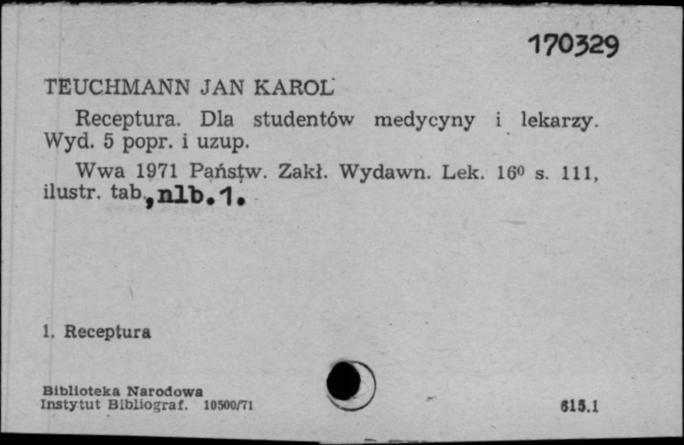 170329
TEUCHMANN JAN KAROL
Receptura. Dla studentów medycyny i lekarzy.
Wyd. 5 popr. i uzup.
Wwa 1971 Państw. Zakł. Wydawn. Lek. 16⁰ s. 111,
ilustr. tab., nlb. 1.
1. Receptura
Biblioteka Narodowa
Instytut Bibliograf. 10500/71
615.1